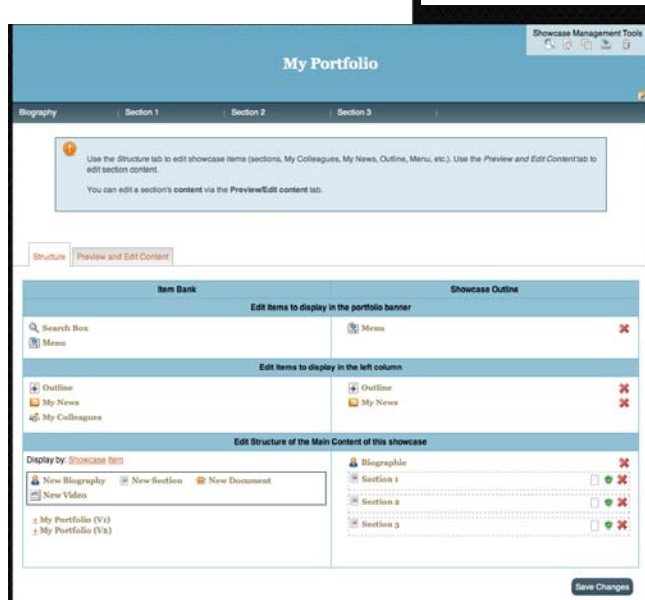 Showcase Management Tools
My Portfolio
Biography Section 1 Section 2 Section 3
Use the Structure tab to edit showcase items (sections, My Colleagues, My News, Outline, Menu, etc.). Use the Preview and Edit Content tab to
edit section content.
You can edit a section's content via the Preview/Edit content tab.
Structure Preview and Edit Content
Item Bank Showcase Outline
Edit Items to display in the portfolio banner
Search Box Menu
Menu
Edit Items to display in the left column
Outline Outline
My News My News
My Colleagues
Edit Structure of the Main Content of this showcase
Display by: Showcase Item Biographie
New Biography New Section New Document Section 1
New Video
Section 2
+ My Portfolio (V1)
+ My Portfolio (V2) Section 3
Save Changes